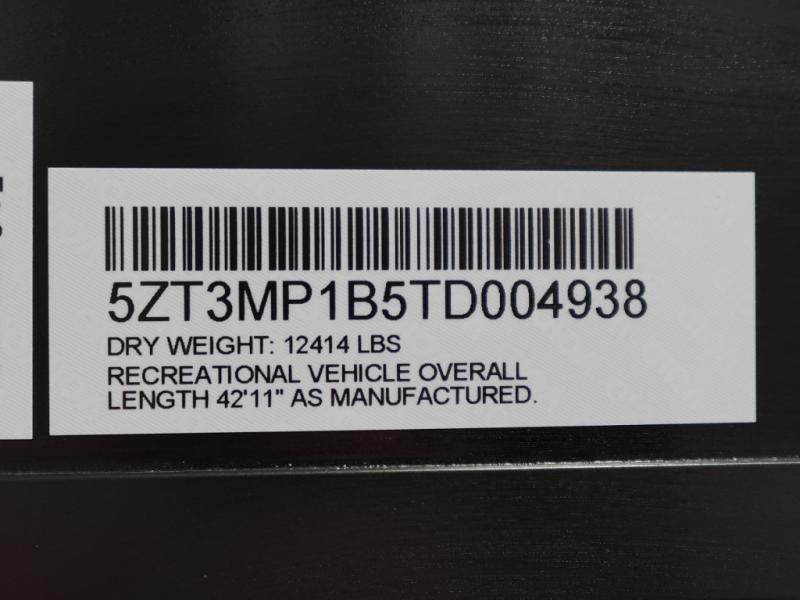 5ZT3MP1B5TD004938
DRY WEIGHT: 12414 LBS
RECREATIONAL VEHICLE OVERALL
LENGTH 42'11" AS MANUFACTURED.